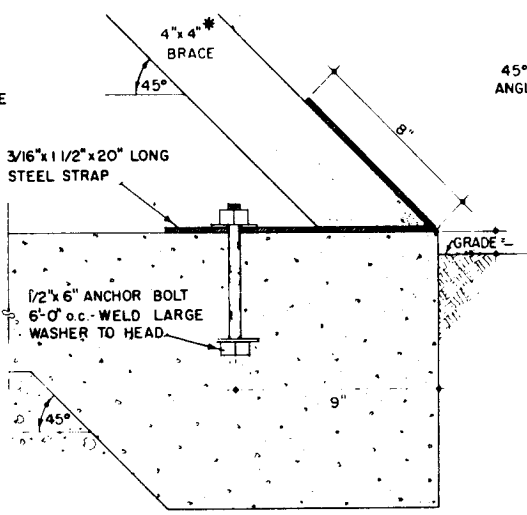 4" x 4" *
BRACE
45°
45°
ANGL
E
8"
3/16" x 1 1/2" x 20" LONG
STEEL STRAP
GRADE
1/2" x 6" ANCHOR BOLT
6'-0" o.c. - WELD LARGE
WASHER TO HEAD
9"
45°